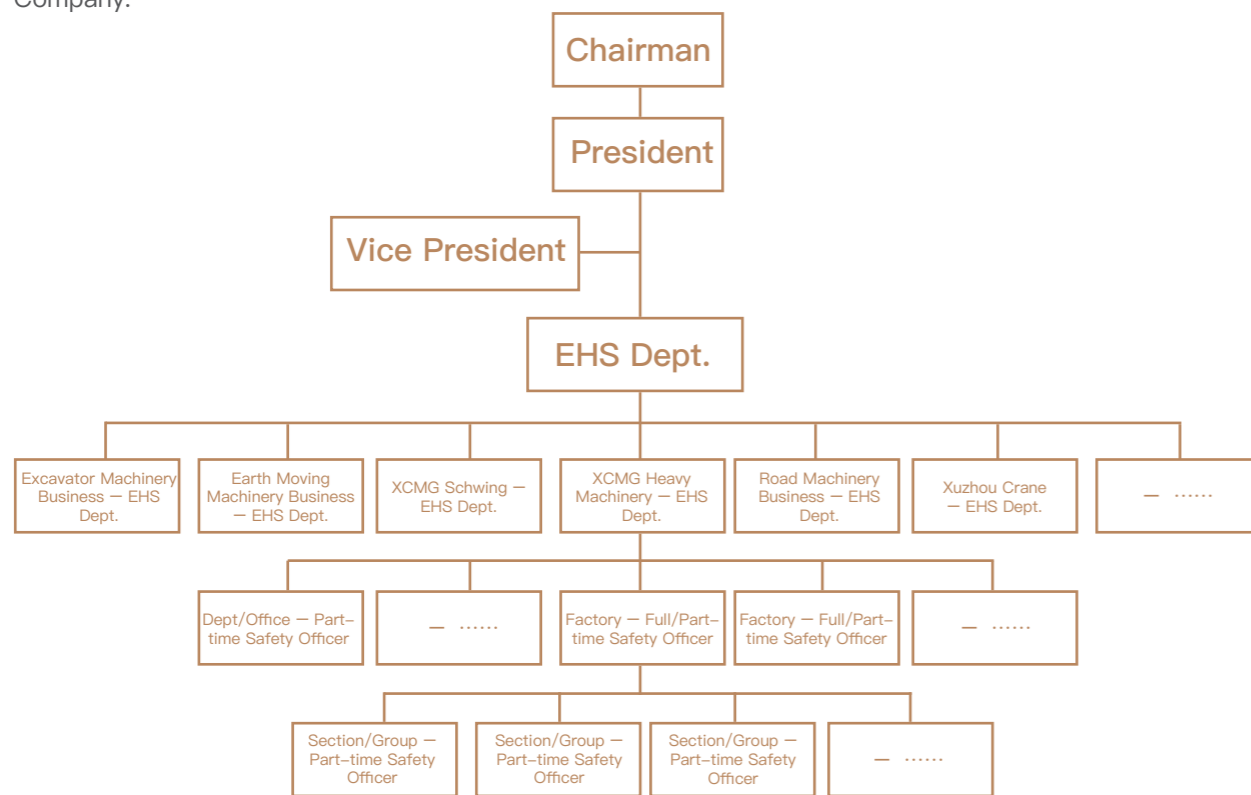 Company.
Chairman
President
Vice President
EHS Dept.
Excavator Machinery
Business — EHS
Dept.
Earth Moving
Machinery Business
— EHS Dept.
XCMG Schwing —
EHS Dept.
XCMG Heavy
Machinery — EHS
Dept.
Road Machinery
Business — EHS
Dept.
Xuzhou Crane
— EHS Dept.
— ······
Dept/Office — Part-
time Safety Officer
— ······
Factory — Full/Part-
time Safety Officer
Factory — Full/Part-
time Safety Officer
— ······
Section/Group —
Part-time Safety
Officer
Section/Group —
Part-time Safety
Officer
Section/Group —
Part-time Safety
Officer
— ······